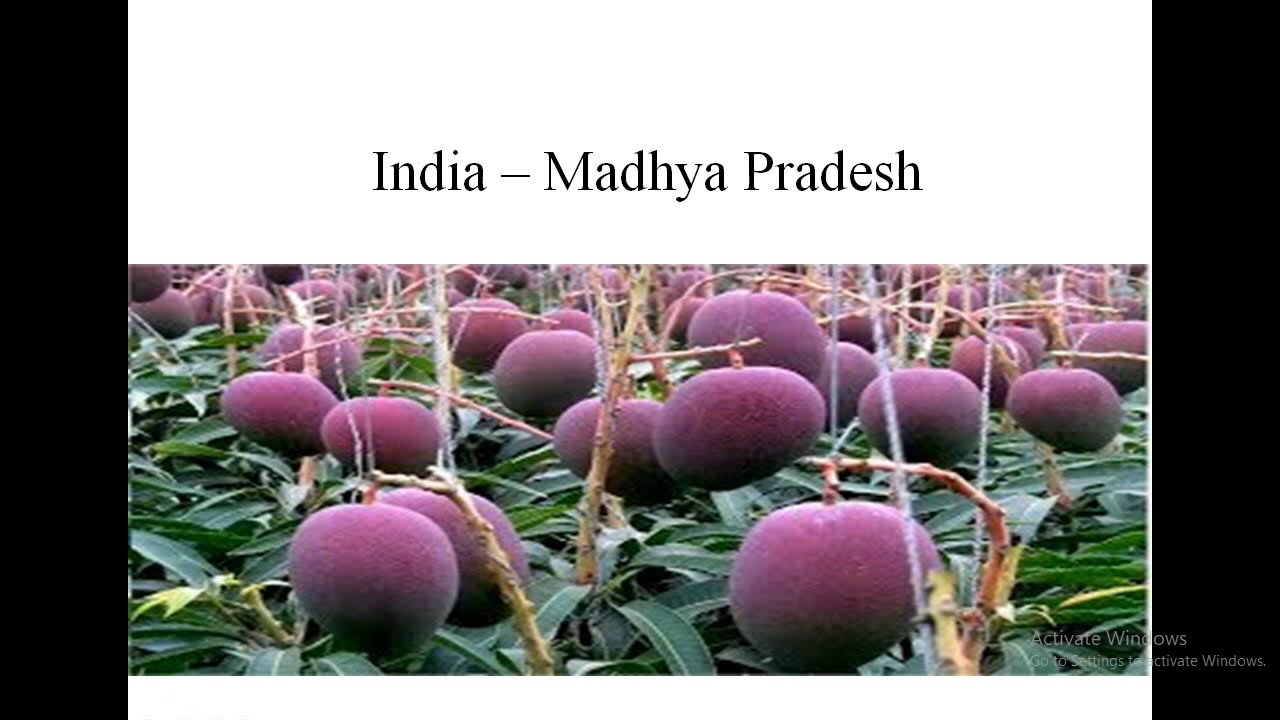 India – Madhya Pradesh
Activate Windows
Go to Settings to activate Windows.